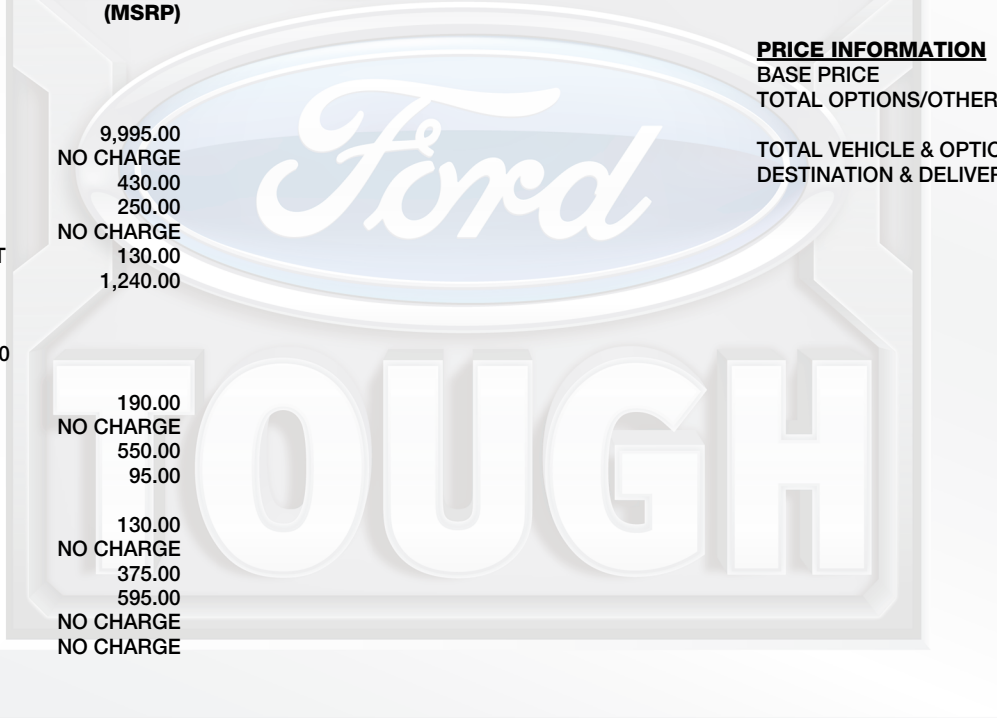 (MSRP)
9,995.00
NO CHARGE
430.00
250.00
NO CHARGE
T
130.00
1,240.00
0
190.00
NO CHARGE
550.00
95.00
130.00
NO CHARGE
375.00
595.00
NO CHARGE
NO CHARGE
PRICE INFORMATION
BASE PRICE
TOTAL OPTIONS/OTHER
TOTAL VEHICLE & OPTIO
DESTINATION & DELIVER
Ford
TOUGH